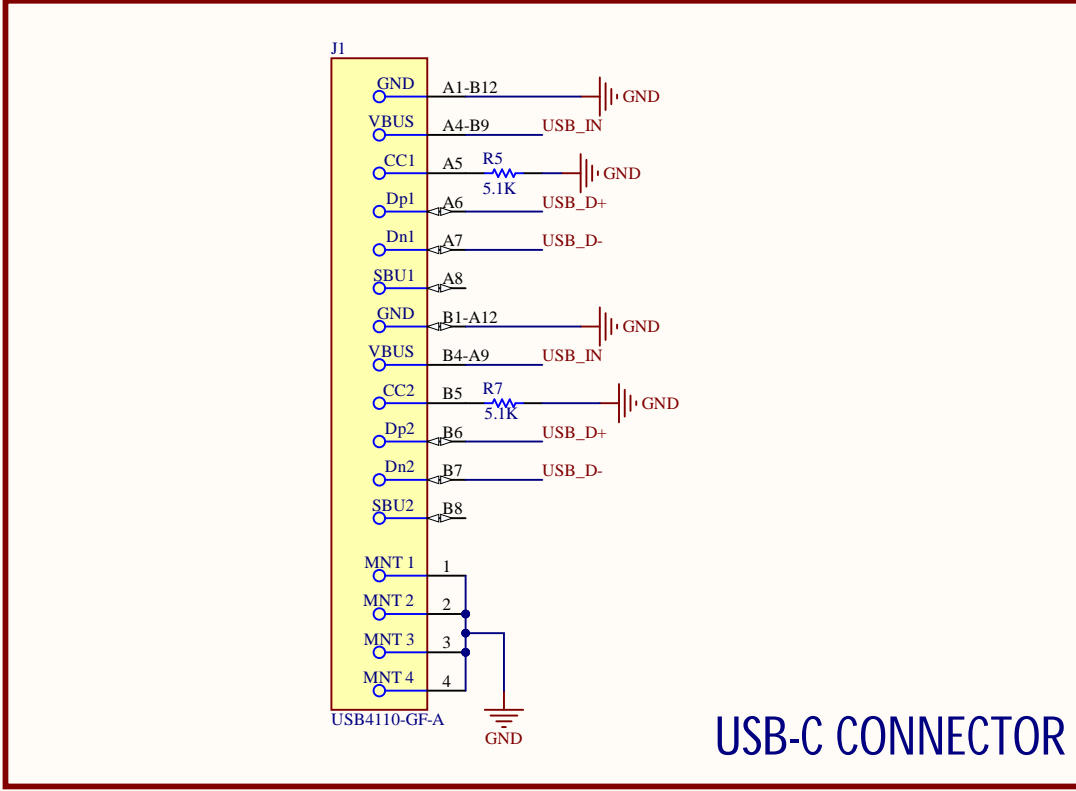 J1
GND A1-B12 GND
VBUS A4-B9 USB_IN
CC1 A5 R5 5.1K GND
Dp1 A6 USB_D+
Dn1 A7 USB_D-
SBU1 A8
GND B1-A12 GND
VBUS B4-A9 USB_IN
CC2 B5 R7 5.1K GND
Dp2 B6 USB_D+
Dn2 B7 USB_D-
SBU2 B8
MNT 1 1
MNT 2 2
MNT 3 3
MNT 4 4
USB4110-GF-A
GND
USB-C CONNECTOR